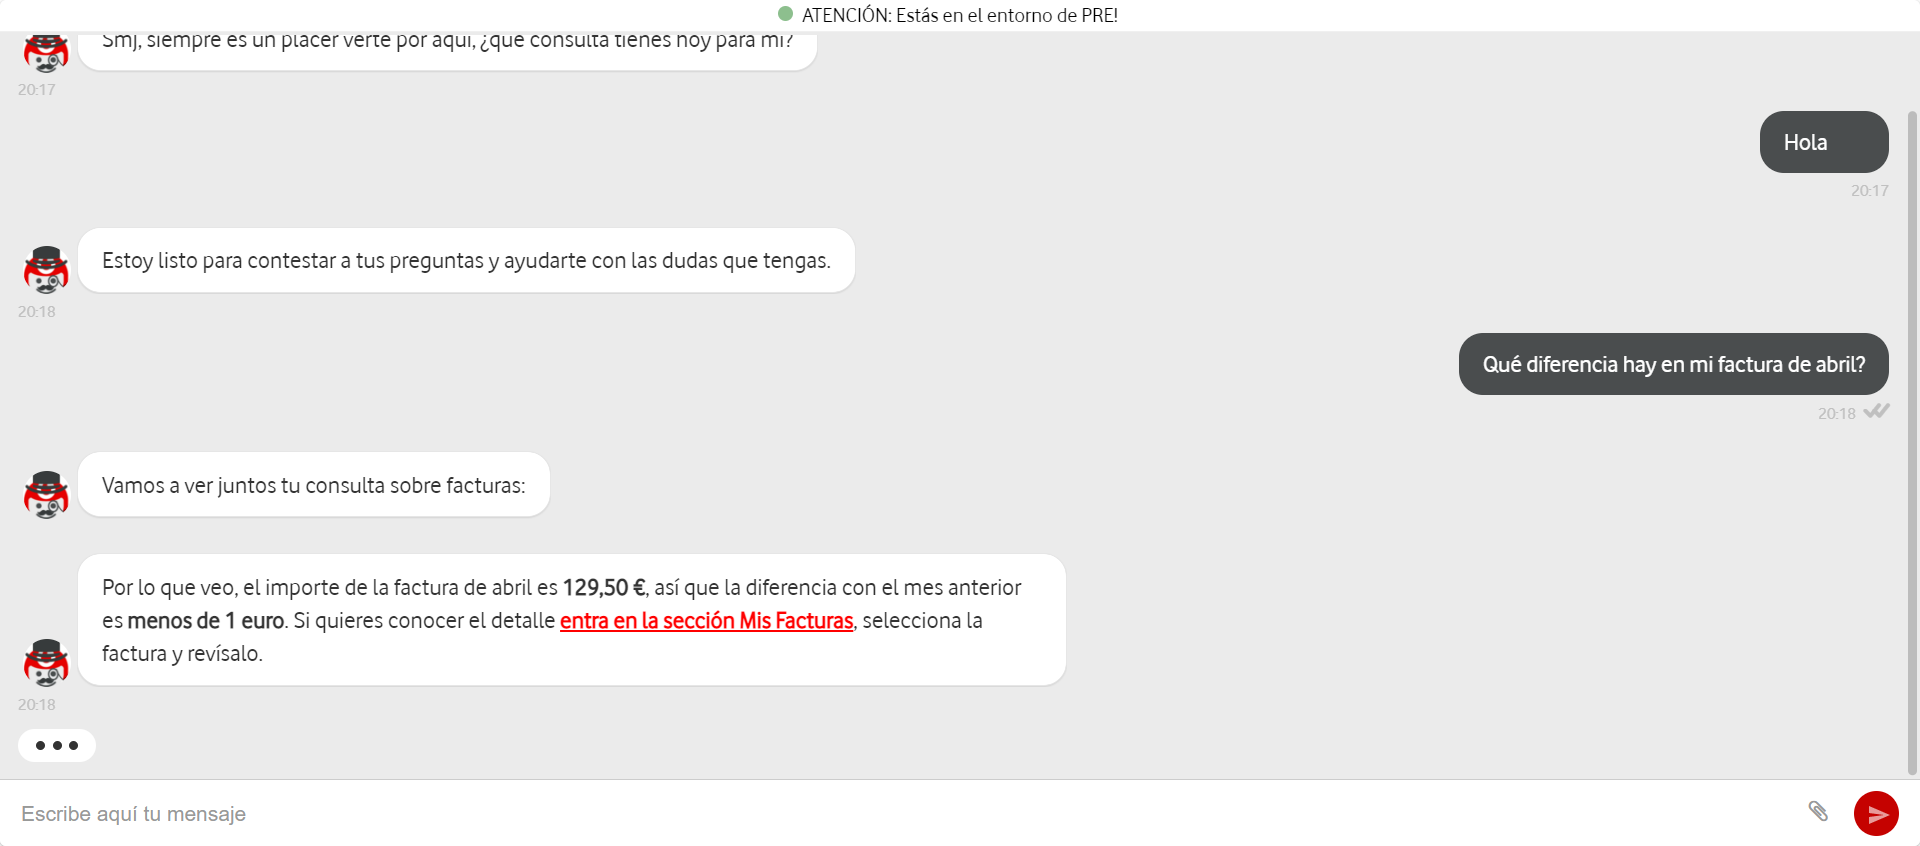 ATENCIÓN: Estás en el entorno de PRE!
Smj, siempre es un placer verte por aquí, ¿qué consulta tienes hoy para mí?
20:17
Hola
20:17
Estoy listo para contestar a tus preguntas y ayudarte con las dudas que tengas.
20:18
Qué diferencia hay en mi factura de abril?
20:18
Vamos a ver juntos tu consulta sobre facturas:
Por lo que veo, el importe de la factura de abril es 129,50 €, así que la diferencia con el mes anterior
es menos de 1 euro. Si quieres conocer el detalle entra en la sección Mis Facturas, selecciona la
factura y revísalo.
20:18
Escribe aquí tu mensaje